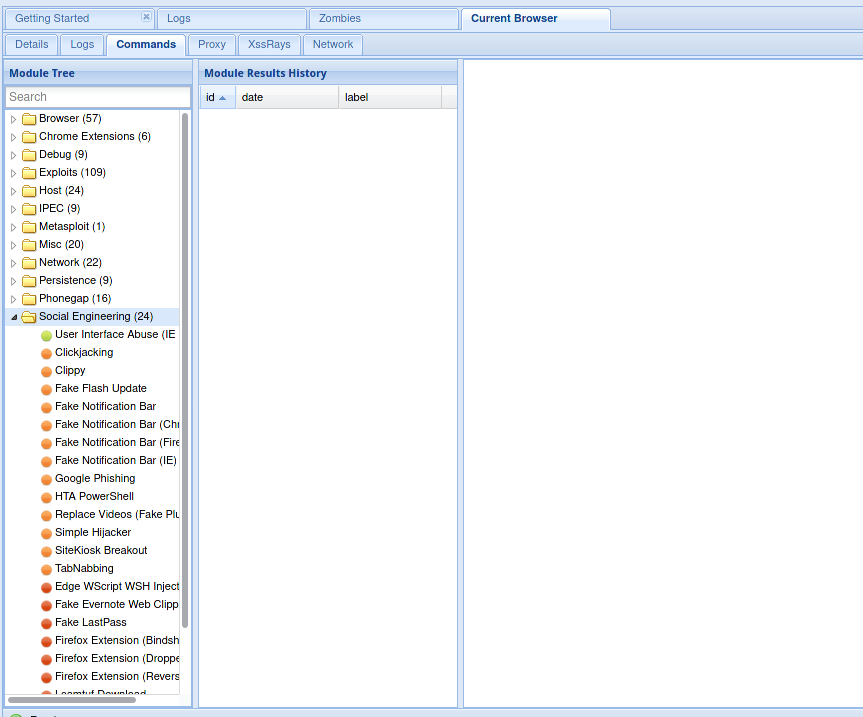 Getting Started
Logs
Zombies
Current Browser
Details
Logs
Commands
Proxy
XssRays
Network
Module Tree
Search
Browser (57)
Chrome Extensions (6)
Debug (9)
Exploits (109)
Host (24)
IPEC (9)
Metasploit (1)
Misc (20)
Network (22)
Persistence (9)
Phonegap (16)
Social Engineering (24)
User Interface Abuse (IE
Clickjacking
Clippy
Fake Flash Update
Fake Notification Bar
Fake Notification Bar (Chr
Fake Notification Bar (Fire
Fake Notification Bar (IE)
Google Phishing
HTA PowerShell
Replace Videos (Fake Plu
Simple Hijacker
SiteKiosk Breakout
TabNabbing
Edge WScript WSH Inject
Fake Evernote Web Clipp
Fake LastPass
Firefox Extension (Bindsh
Firefox Extension (Droppe
Firefox Extension (Revers
Module Results History
id
date
label